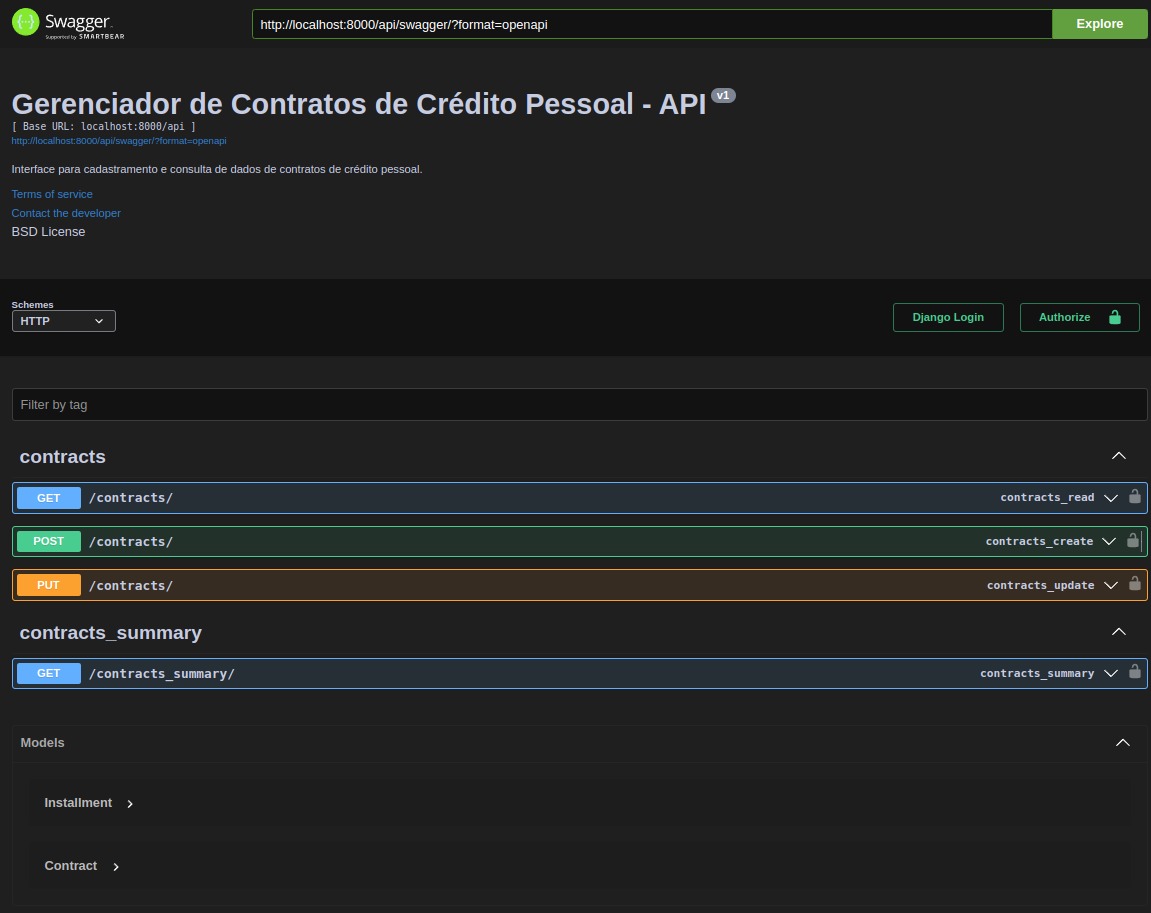 Swagger
Supported by SMARTBEAR
http://localhost:8000/api/swagger/?format=openapi
Explore
Gerenciador de Contratos de Crédito Pessoal - API v1
[ Base URL: localhost:8000/api ]
http://localhost:8000/api/swagger/?format=openapi
Interface para cadastramento e consulta de dados de contratos de crédito pessoal.
Terms of service
Contact the developer
BSD License
Schemes
HTTP
Django Login
Authorize
Filter by tag
contracts
GET /contracts/ contracts_read
POST /contracts/ contracts_create
PUT /contracts/ contracts_update
contracts_summary
GET /contracts_summary/ contracts_summary
Models
Installment
Contract